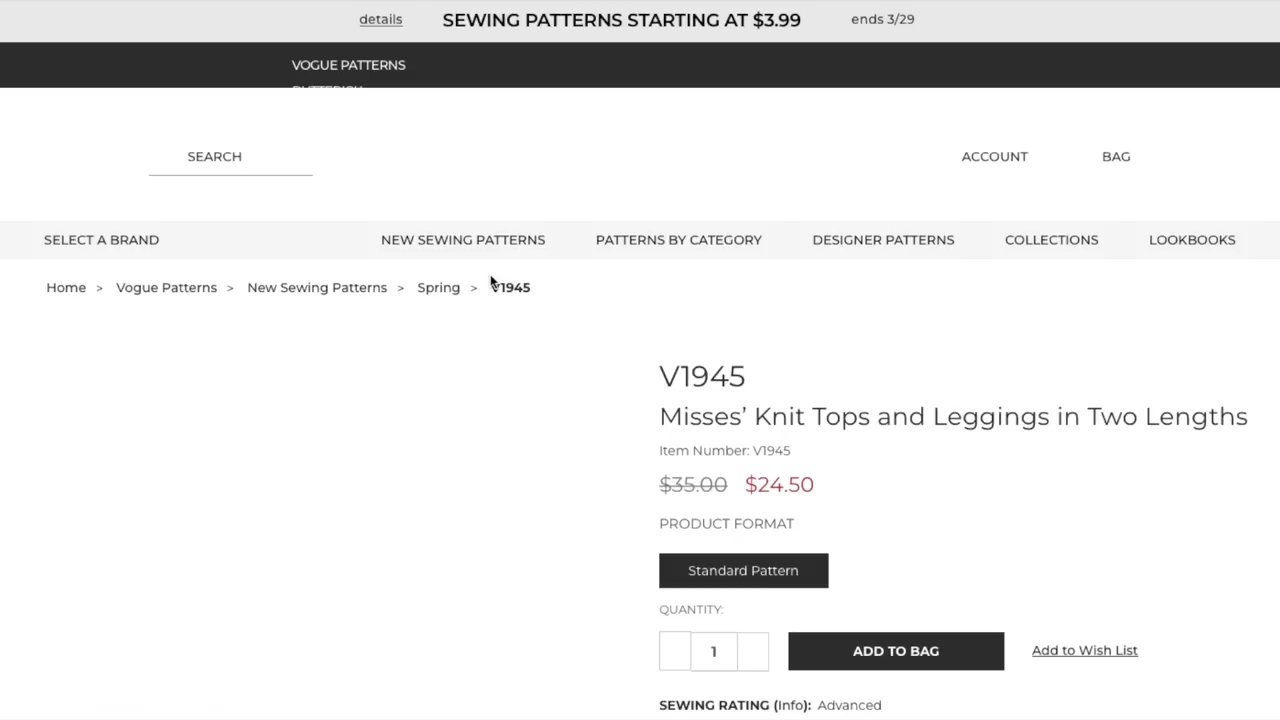 details SEWING PATTERNS STARTING AT $3.99 ends 3/29
VOGUE PATTERNS
SEARCH ACCOUNT BAG
SELECT A BRAND NEW SEWING PATTERNS PATTERNS BY CATEGORY DESIGNER PATTERNS COLLECTIONS LOOKBOOKS
Home > Vogue Patterns > New Sewing Patterns > Spring > V1945
V1945
Misses’ Knit Tops and Leggings in Two Lengths
Item Number: V1945
$35.00 $24.50
PRODUCT FORMAT
Standard Pattern
QUANTITY:
1 ADD TO BAG Add to Wish List
SEWING RATING (Info): Advanced